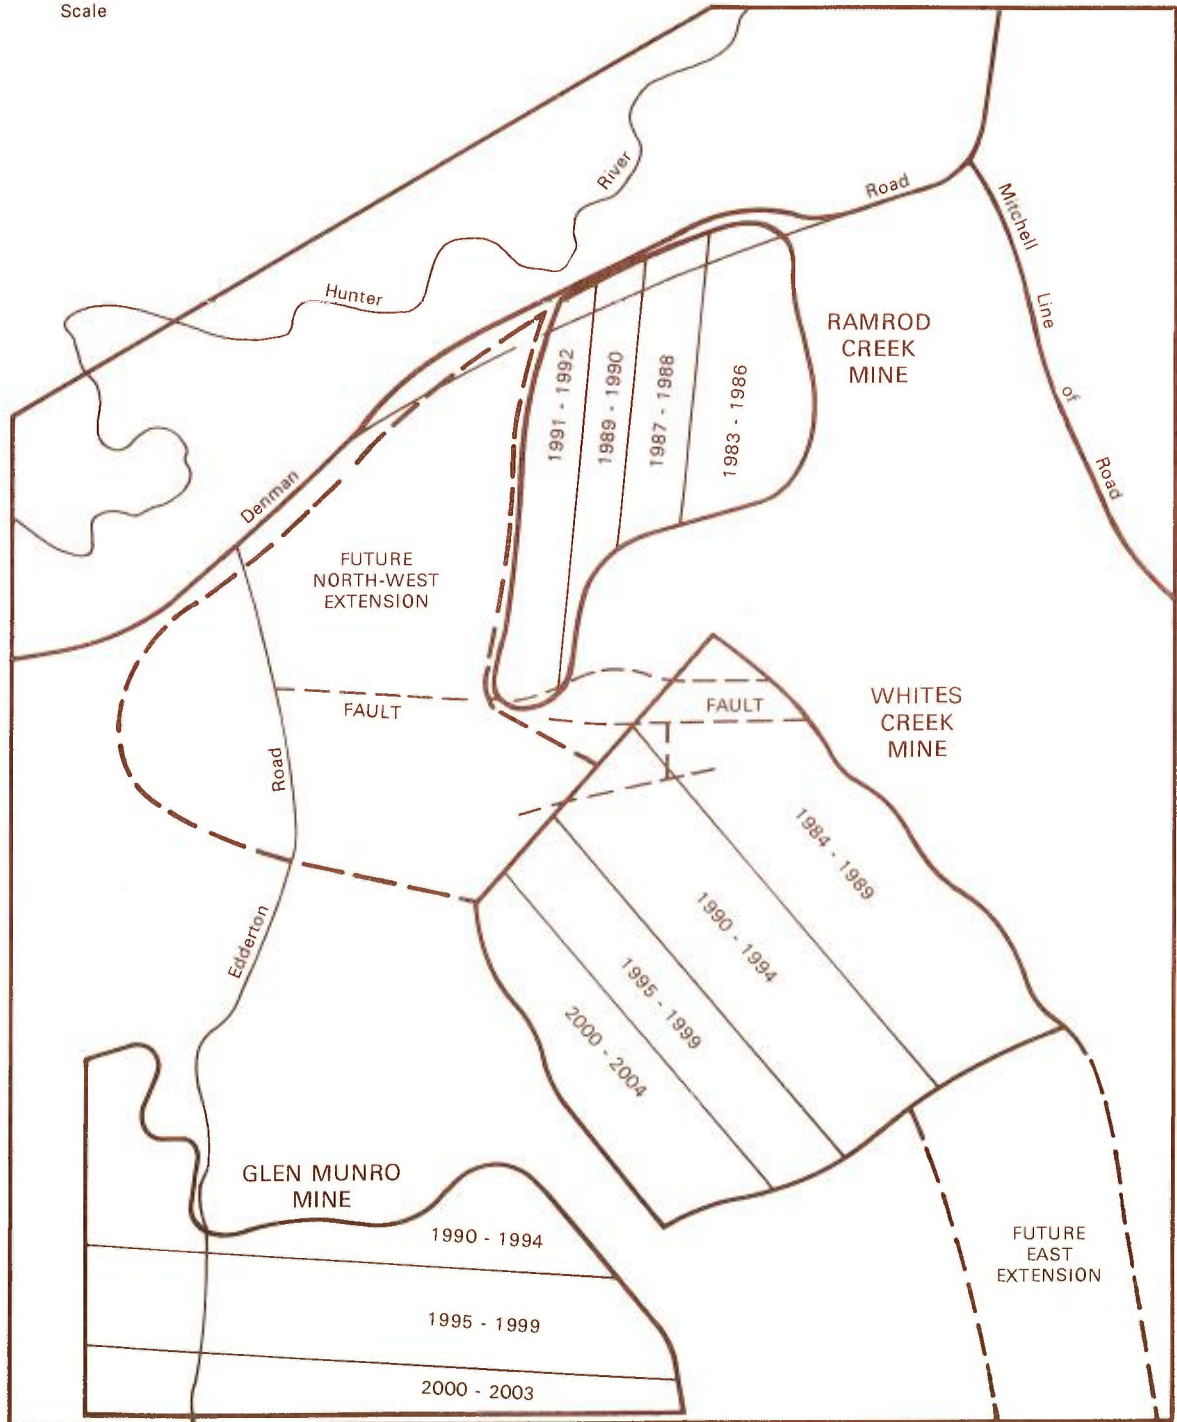 Scale
River
Road
Mitchell
Line
of
Road
Hunter
RAMROD
CREEK
MINE
1991 - 1992
1989 - 1990
1987 - 1988
1983 - 1986
Denman
FUTURE
NORTH-WEST
EXTENSION
FAULT
FAULT
WHITES
CREEK
MINE
Road
1984 - 1989
1990 - 1994
1995 - 1999
2000 - 2004
Edderton
GLEN MUNRO
MINE
1990 - 1994
1995 - 1999
2000 - 2003
FUTURE
EAST
EXTENSION